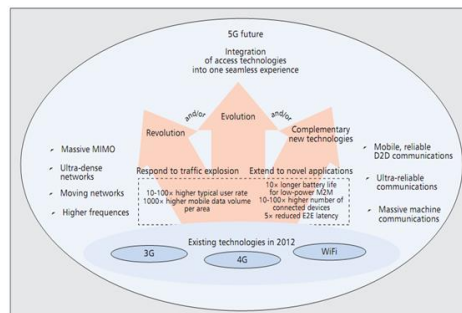 5G future
Integration
of access technologies
into one seamless experience
and/or
and/or
Evolution
Revolution
Complementary
new technologies
Massive MIMO
Ultra-dense
networks
Moving networks
Higher frequences
Respond to traffic explosion
10-100× higher typical user rate
1000× higher mobile data volume
per area
Extend to novel applications
10× longer battery life
for low-power M2M
10-100× higher number of
connected devices
5× reduced E2E latency
Mobile, reliable
D2D communications
Ultra-reliable
communications
Massive machine
communications
Existing technologies in 2012
3G
4G
WiFi